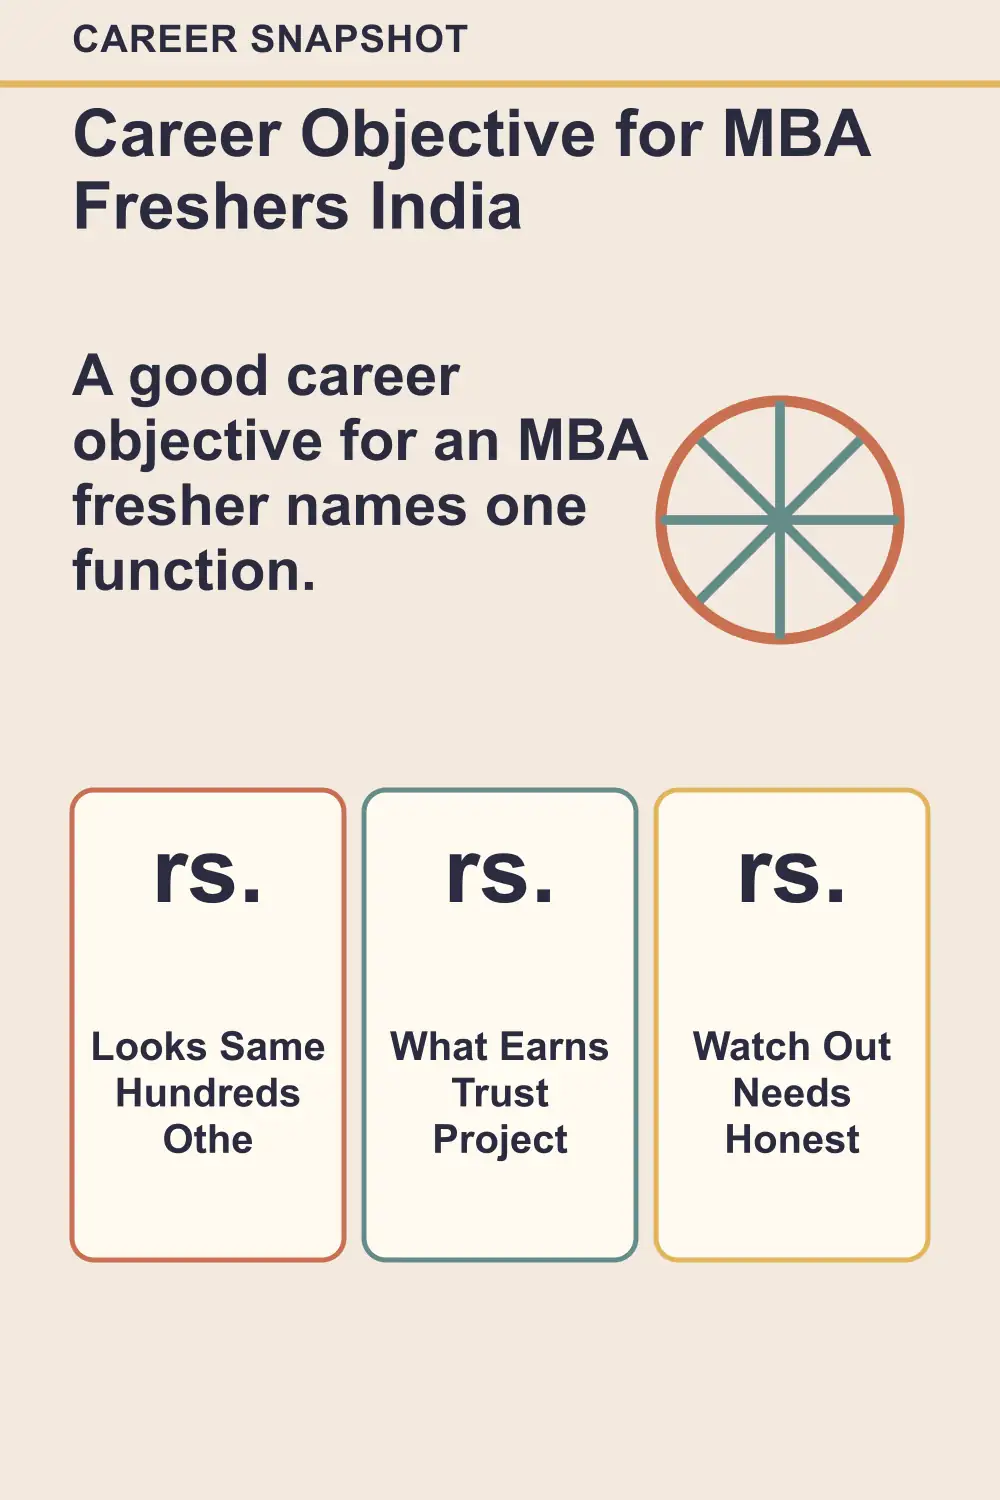 CAREER SNAPSHOT
Career Objective for MBA
Freshers India
A good career
objective for an MBA
fresher names one
function.
rs.
Looks Same
Hundreds
Othe
rs.
What Earns
Trust
Project
rs.
Watch Out
Needs
Honest